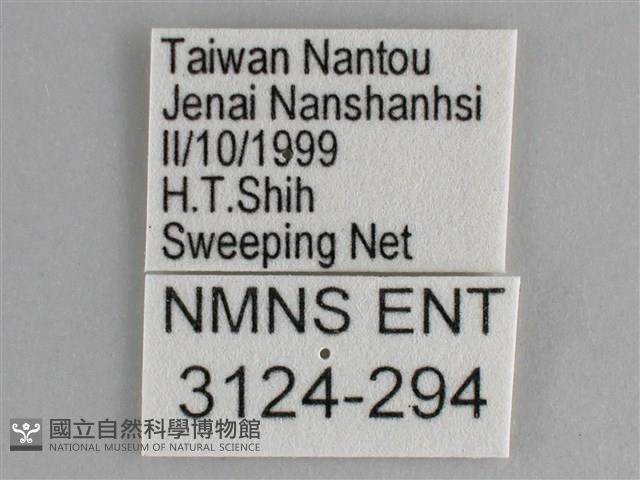 Taiwan Nantou
Jenai Nanshanhsi
II/10/1999
H.T.Shih
Sweeping Net
NMNS ENT
3124-294
國立自然科學博物館
NATIONAL MUSEUM OF NATURAL SCIENCE